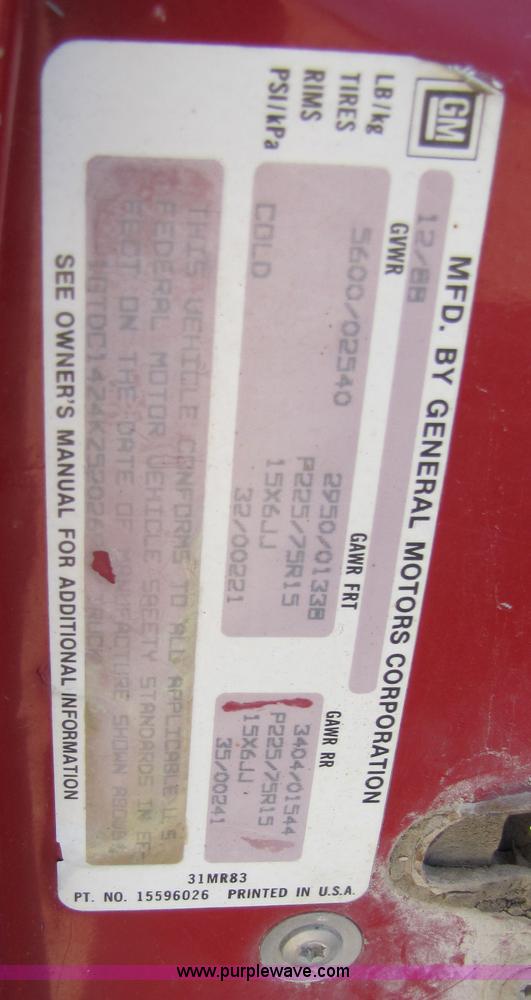 GM
MFD. BY GENERAL MOTORS CORPORATION
12/88
GVWR GAWR FRT GAWR RR
LB/kg 5600/02540 2950/01338 3404/01544
TIRES P225/75R15 P225/75R15
RIMS 15X6JJ 15X6JJ
PSI/kPa COLD 32/00221 35/00241
THIS VEHICLE CONFORMS TO ALL APPLICABLE U.S.
FEDERAL MOTOR VEHICLE SAFETY STANDARDS IN EF-
FECT ON THE DATE OF MANUFACTURE SHOWN ABOVE.
TRUCK
SEE OWNER'S MANUAL FOR ADDITIONAL INFORMATION
31MR83
PT. NO. 15596026 PRINTED IN U.S.A.
www.purplewave.com